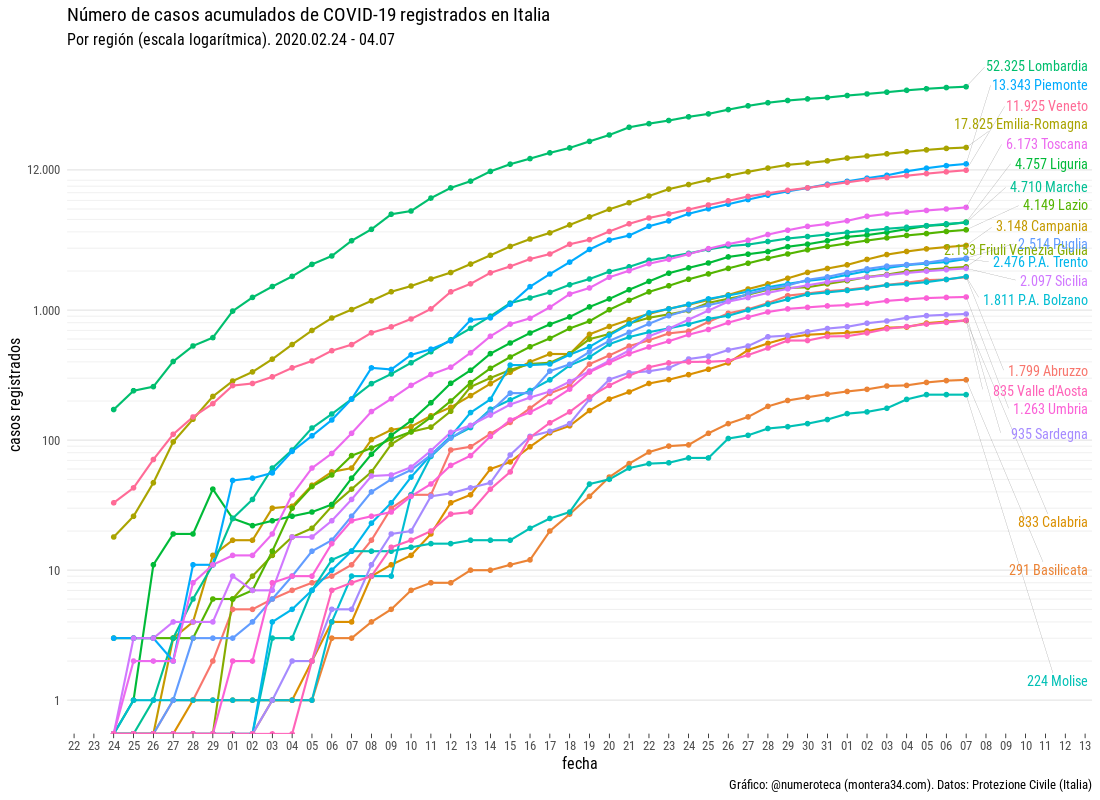 Número de casos acumulados de COVID-19 registrados en Italia
Por región (escala logarítmica). 2020.02.24 - 04.07
52.325 Lombardia
13.343 Piemonte
11.925 Veneto
17.825 Emilia-Romagna
6.173 Toscana
4.757 Liguria
4.710 Marche
4.149 Lazio
3.148 Campania
2.514 Puglia
2.153 Friuli Venezia Giulia
2.476 P.A. Trento
2.097 Sicilia
1.811 P.A. Bolzano
1.799 Abruzzo
835 Valle d'Aosta
1.263 Umbria
935 Sardegna
833 Calabria
291 Basilicata
224 Molise
casos registrados
12.000
1.000
100
10
1
22 23 24 25 26 27 28 29 01 02 03 04 05 06 07 08 09 10 11 12 13 14 15 16 17 18 19 20 21 22 23 24 25 26 27 28 29 30 31 01 02 03 04 05 06 07 08 09 10 11 12 13
fecha
Gráfico: @numeroteca (montera34.com). Datos: Protezione Civile (Italia)